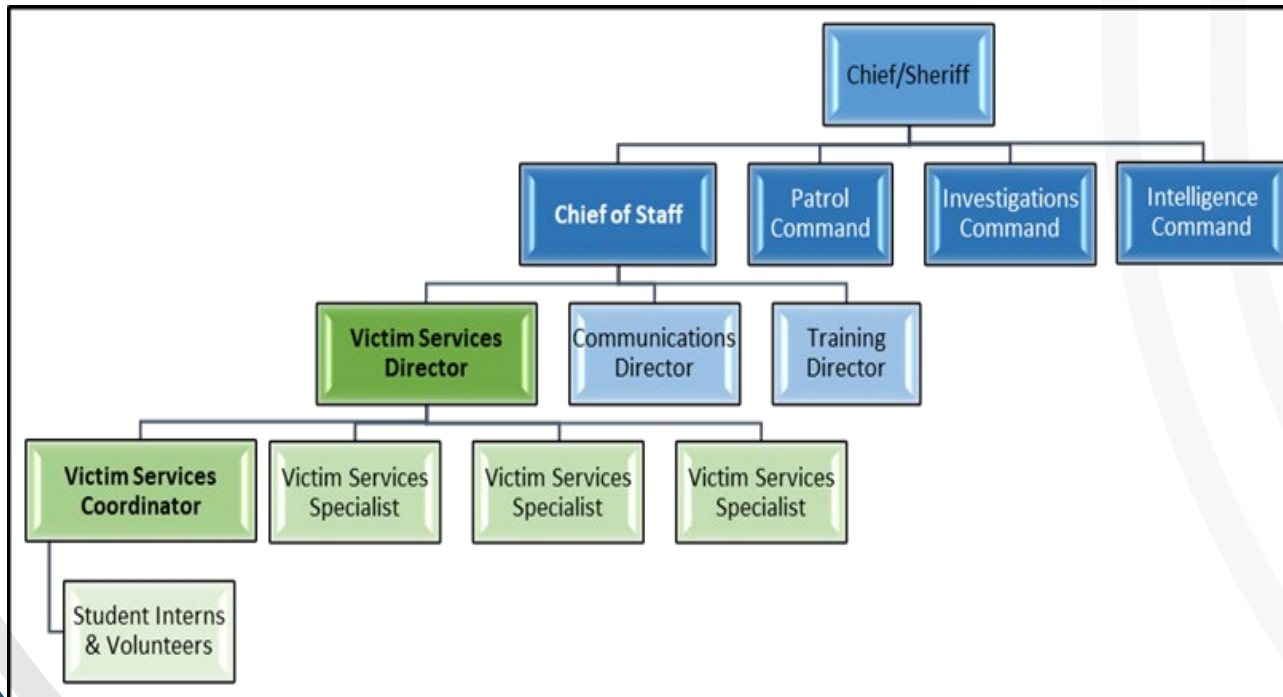 Chief/Sheriff
Chief of Staff
Patrol
Command
Investigations
Command
Intelligence
Command
Victim Services
Director
Communications
Director
Training
Director
Victim Services
Coordinator
Victim Services
Specialist
Victim Services
Specialist
Victim Services
Specialist
Student Interns
& Volunteers